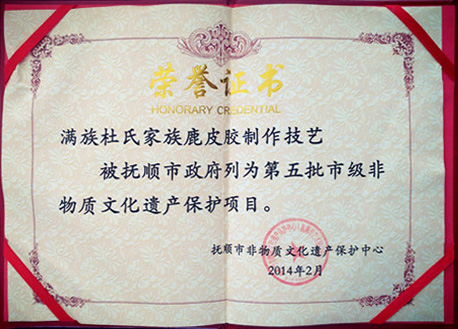 荣誉证书
HONORARY CREDENTIAL
满族杜氏家族鹿皮胶制作技艺
被抚顺市政府列为第五批市级非
物质文化遗产保护项目。
抚顺市非物质文化遗产保护中心
2014年2月